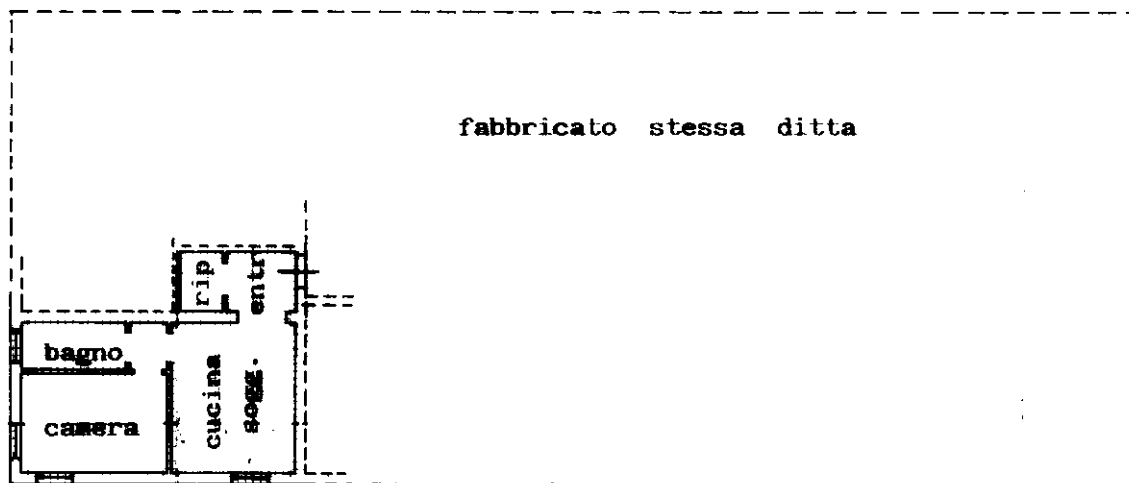 fabbricato stessa ditta
rip
entr
bagno
cucina
sogg.
camera